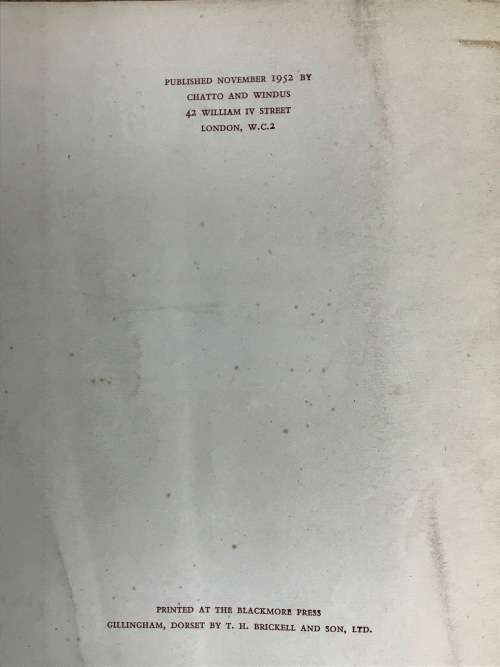 PUBLISHED NOVEMBER 1952 BY
CHATTO AND WINDUS
42 WILLIAM IV STREET
LONDON, W.C.2
PRINTED AT THE BLACKMORE PRESS
GILLINGHAM, DORSET BY T. H. BRICKELL AND SON, LTD.